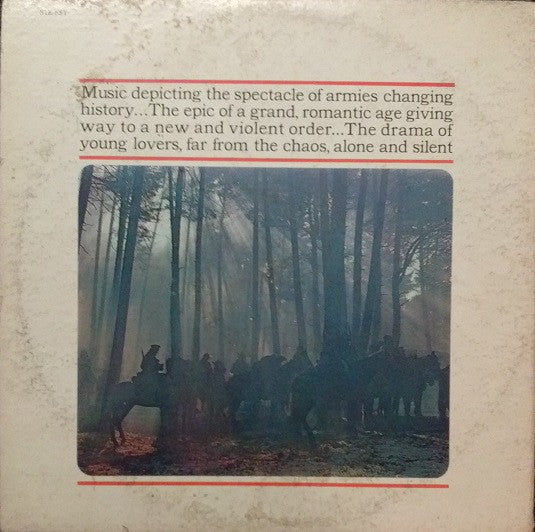 Music depicting the spectacle of armies changing
history...The epic of a grand, romantic age giving
way to a new and violent order...The drama of
young lovers, far from the chaos, alone and silent